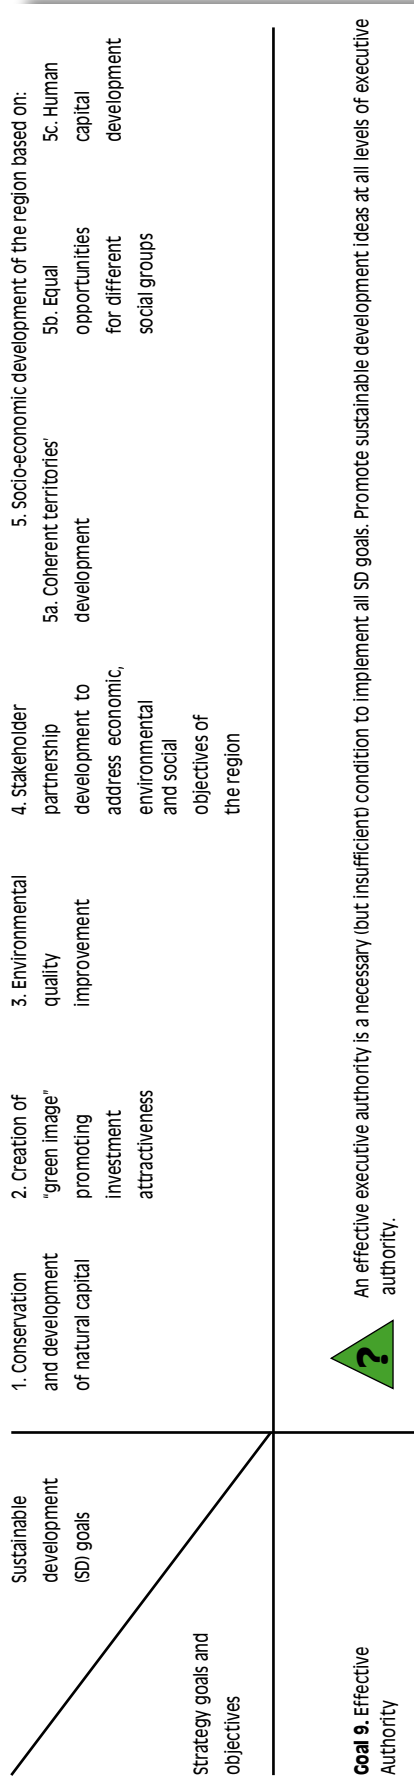 Sustainable
development
(SD) goals
Strategy goals and
objectives
1. Conservation
and development
of natural capital
2. Creation of
"green image"
promoting
investment
attractiveness
3. Environmental
quality
improvement
4. Stakeholder
partnership
development to
address economic,
environmental
and social
objectives of
the region
5. Socio-economic development of the region based on:
5a. Coherent territories'
development
5b. Equal
opportunities
for different
social groups
5c. Human
capital
development
Goal 9. Effective
Authority
?
An effective executive authority is a necessary (but insufficient) condition to implement all SD goals. Promote sustainable development ideas at all levels of executive
authority.